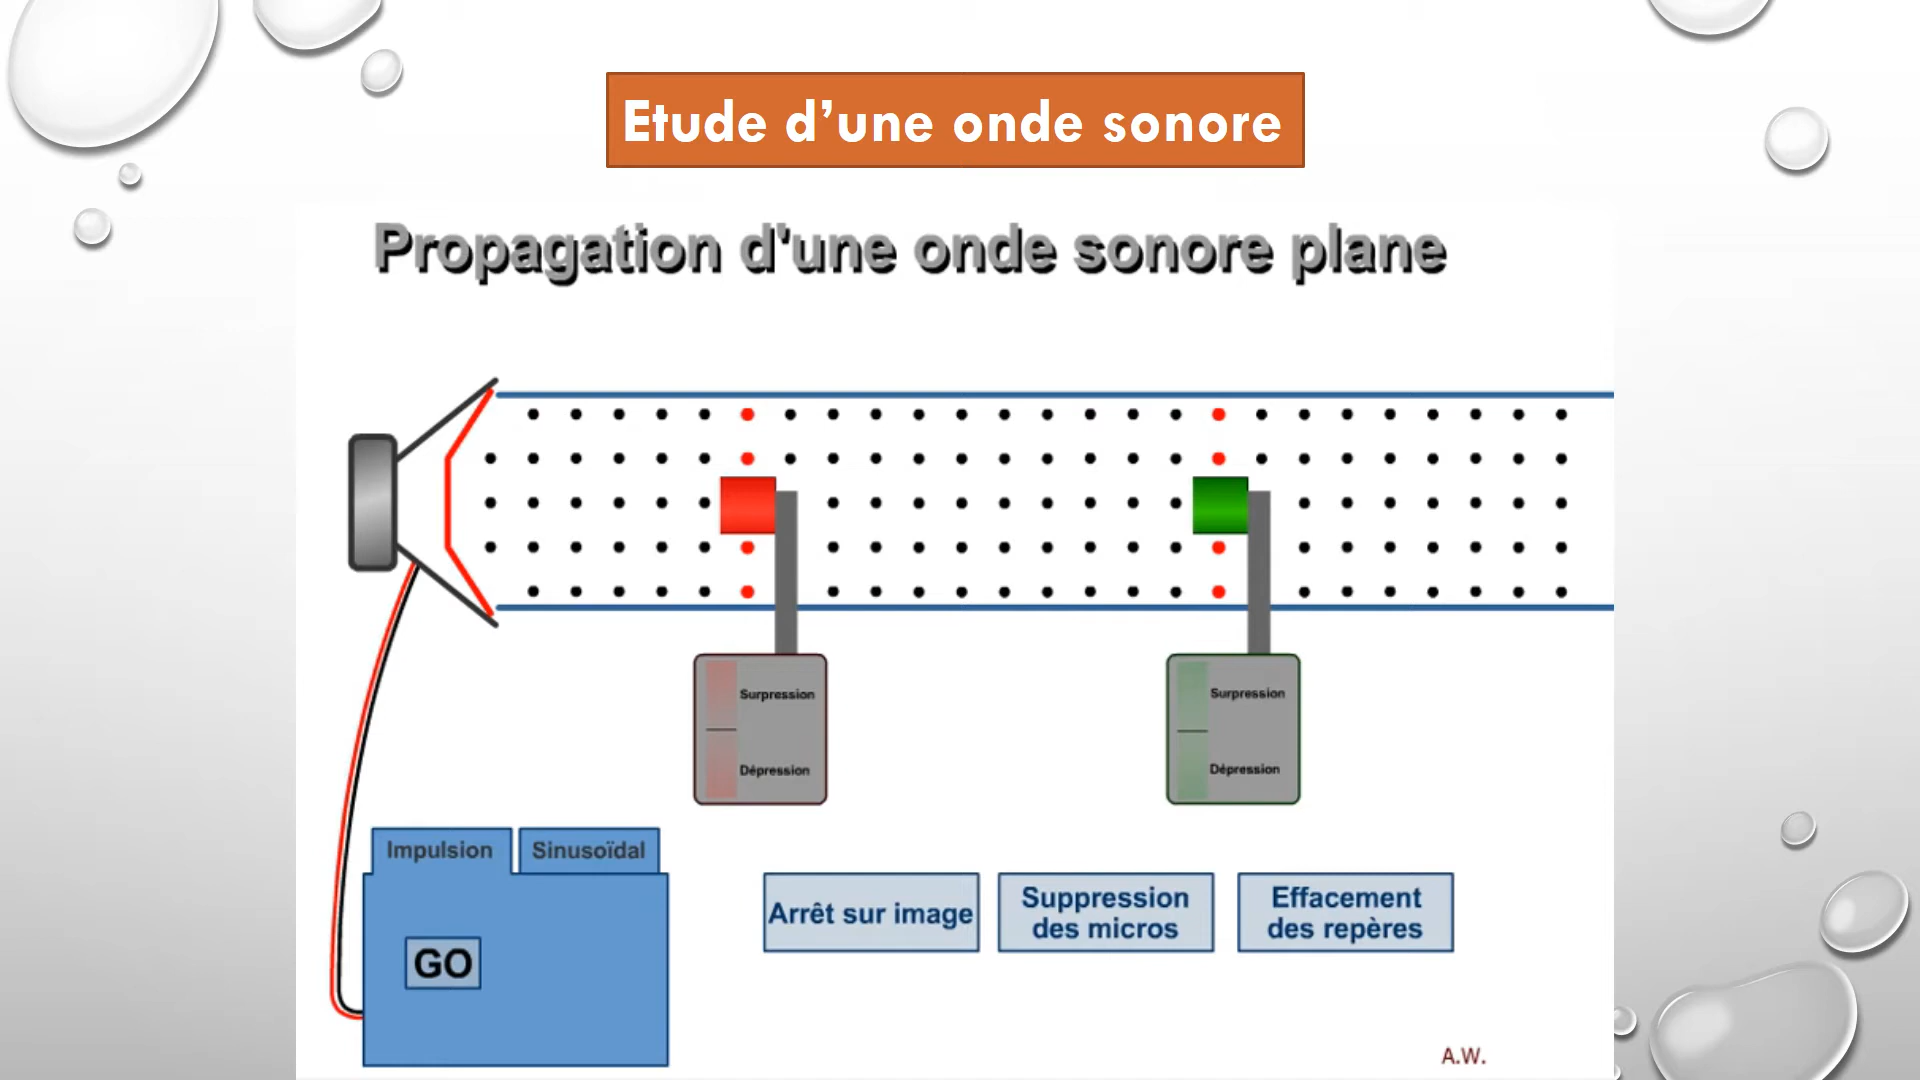 Etude d’une onde sonore
Propagation d'une onde sonore plane
Surpression
Dépression
Surpression
Dépression
Impulsion
Sinusoïdal
GO
Arrêt sur image
Suppression
des micros
Effacement
des repères
A.W.